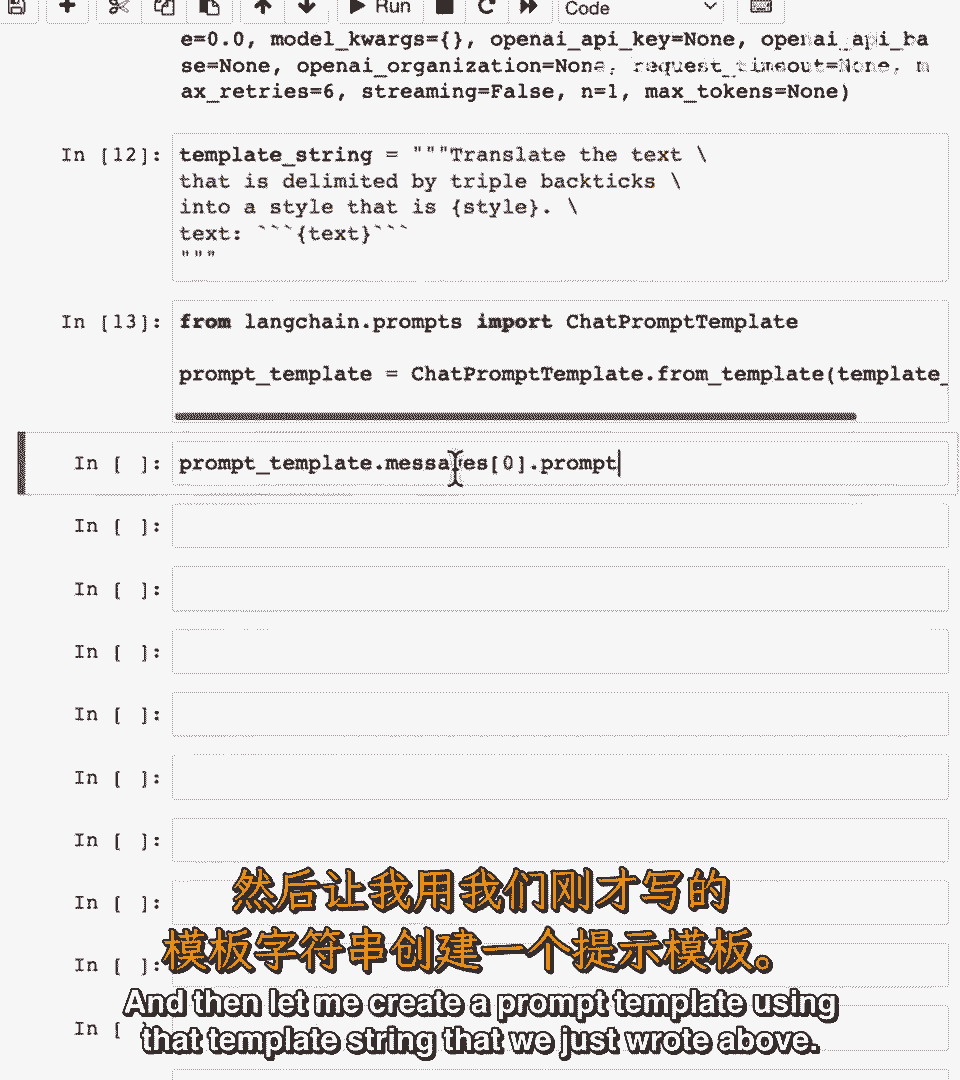 Run
Code
e=0.0, model_kwargs={}, openai_api_key=None, openai_api_ba
se=None, openai_organization=None, request_timeout=None, m
ax_retries=6, streaming=False, n=1, max_tokens=None)
In [12]: template_string = """Translate the text \
that is delimited by triple backticks \
into a style that is {style}. \
text: ```{text}```
"""
In [13]: from langchain.prompts import ChatPromptTemplate
prompt_template = ChatPromptTemplate.from_template(template_
In [ ]: prompt_template.messages[0].prompt
In [ ]:
In [ ]:
In [ ]:
In [ ]:
In [ ]:
In [ ]:
In [ ]:
然后让我用我们刚才写的
In [ ]:
模板字符串创建一个提示模板。
In [ ]:
And then let me create a prompt template using
that template string that we just wrote above.